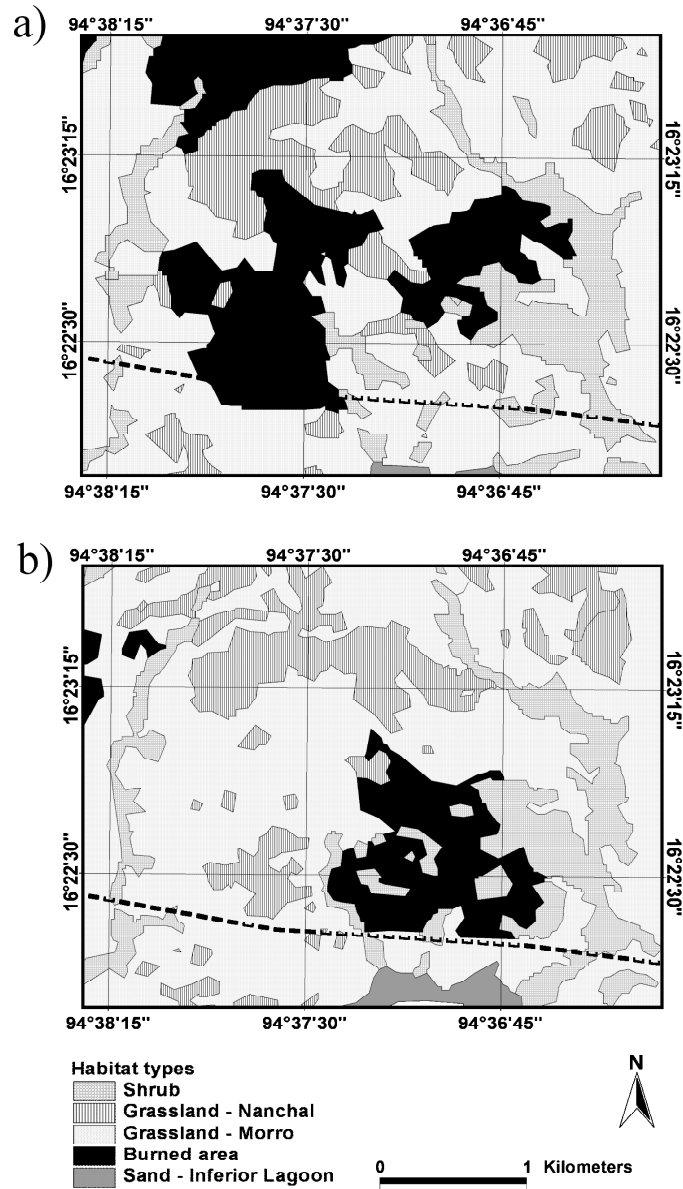 a)
94°38'15" 94°37'30" 94°36'45"
16°23'15" 16°23'15"
16°22'30" 16°22'30"
94°38'15" 94°37'30" 94°36'45"
b)
94°38'15" 94°37'30" 94°36'45"
16°23'15" 16°23'15"
16°22'30" 16°22'30"
94°38'15" 94°37'30" 94°36'45"
Habitat types
Shrub
Grassland - Nanchal
Grassland - Morro
Burned area
Sand - Inferior Lagoon
N
0 1 Kilometers